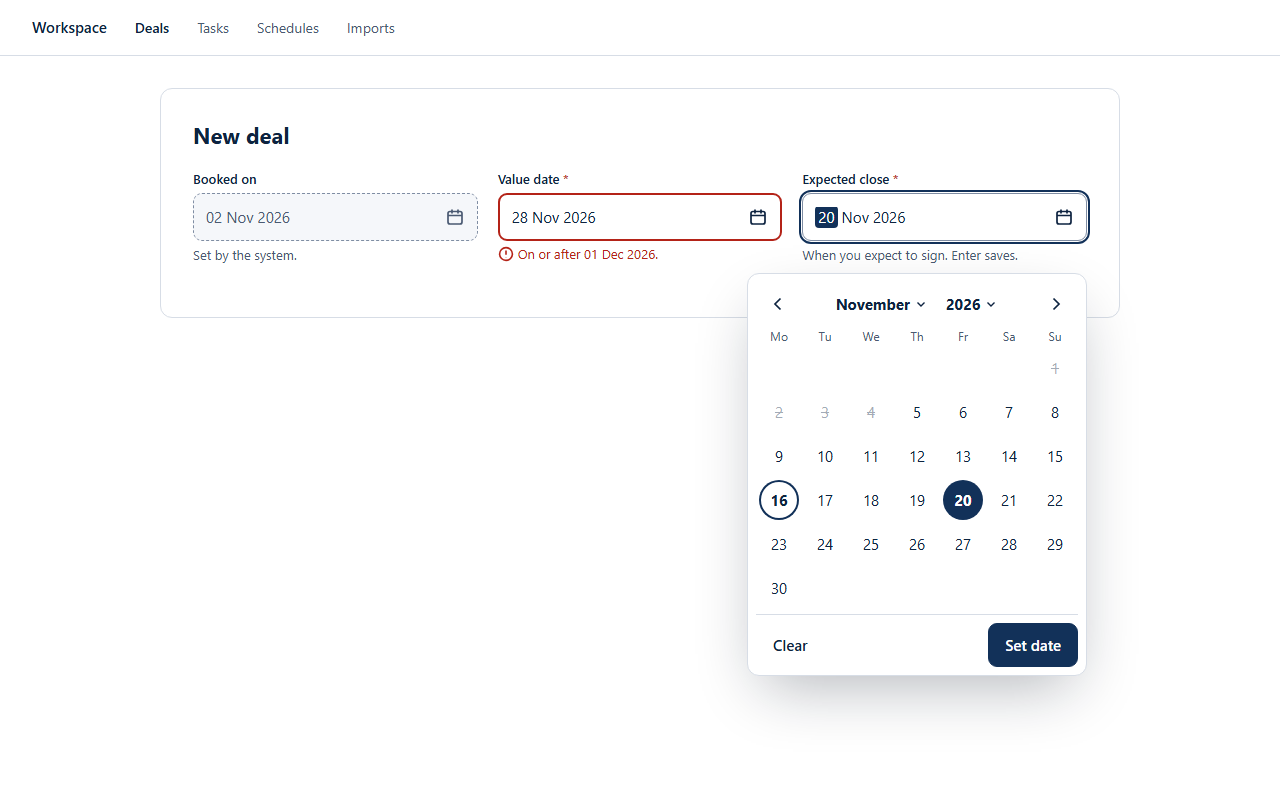 Workspace Deals Tasks Schedules Imports
New deal
Booked on Value date * Expected close *
02 Nov 2026 28 Nov 2026 20 Nov 2026
Set by the system. On or after 01 Dec 2026. When you expect to sign. Enter saves.
November 2026
Mo Tu We Th Fr Sa Su
1
2 3 4 5 6 7 8
9 10 11 12 13 14 15
16 17 18 19 20 21 22
23 24 25 26 27 28 29
30
Clear Set date